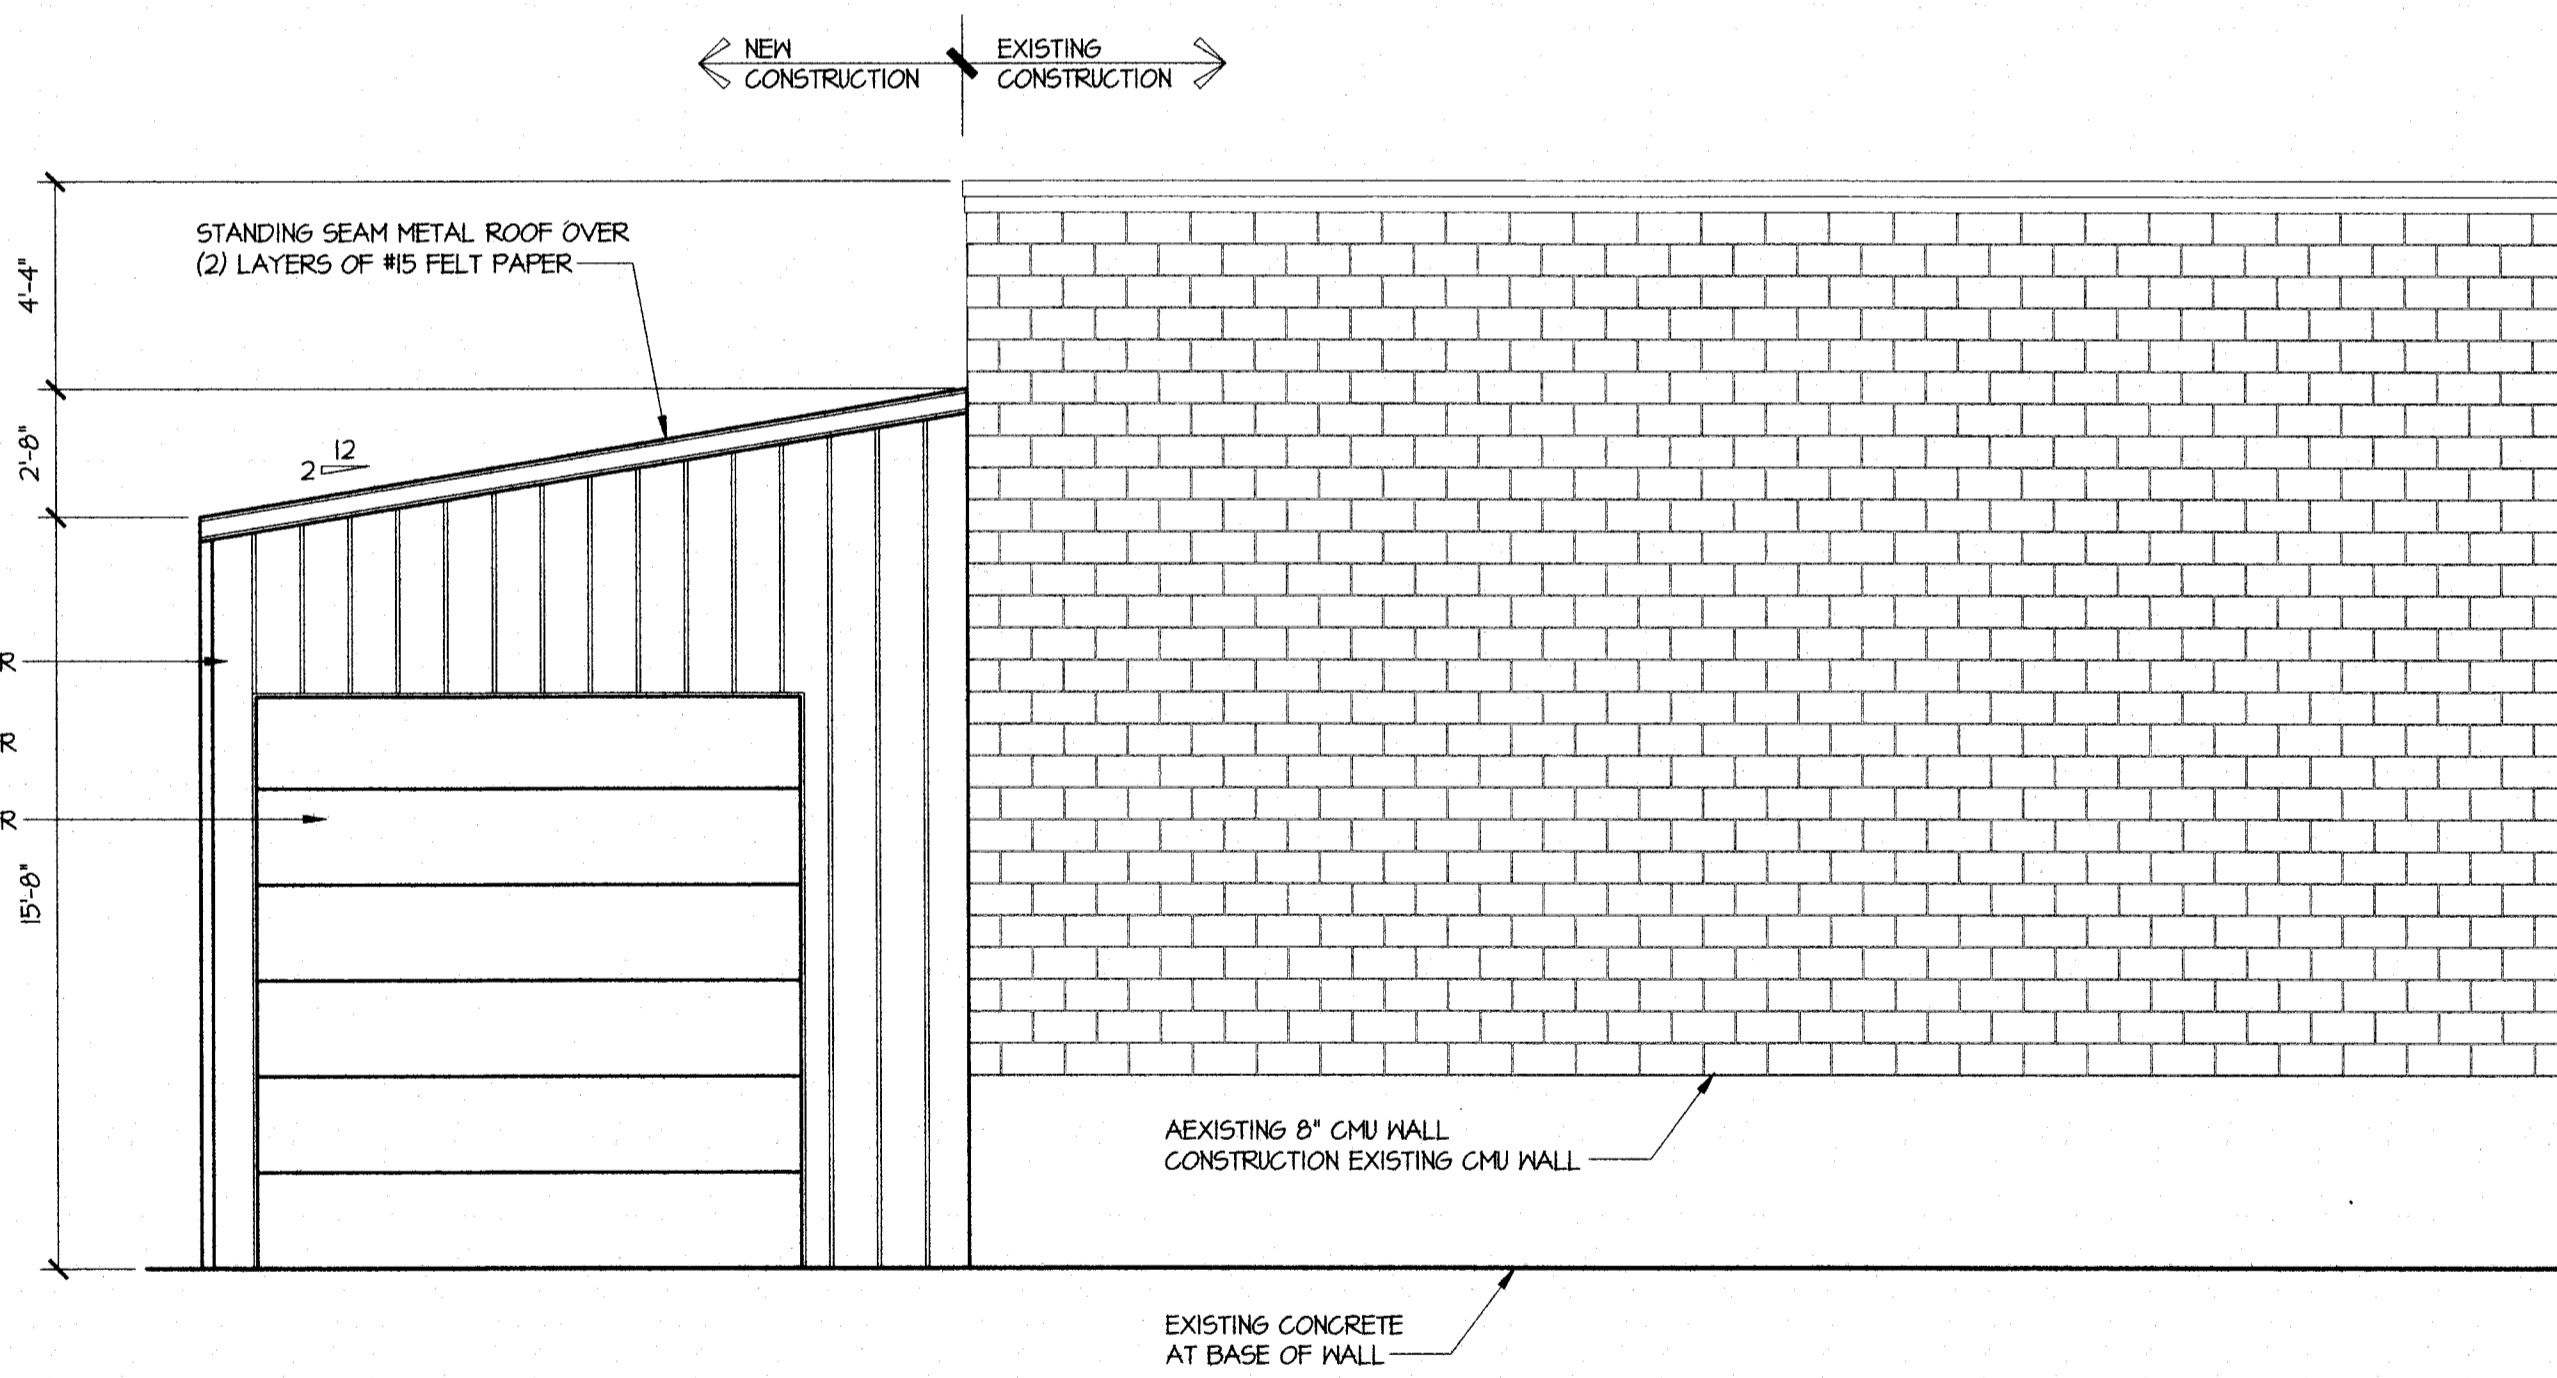 NEW
CONSTRUCTION
EXISTING
CONSTRUCTION
STANDING SEAM METAL ROOF OVER
(2) LAYERS OF #15 FELT PAPER
4'-4"
2'-8"
12
2
R
R
R
15'-8"
AEXISTING 8" CMU WALL
CONSTRUCTION EXISTING CMU WALL
EXISTING CONCRETE
AT BASE OF WALL